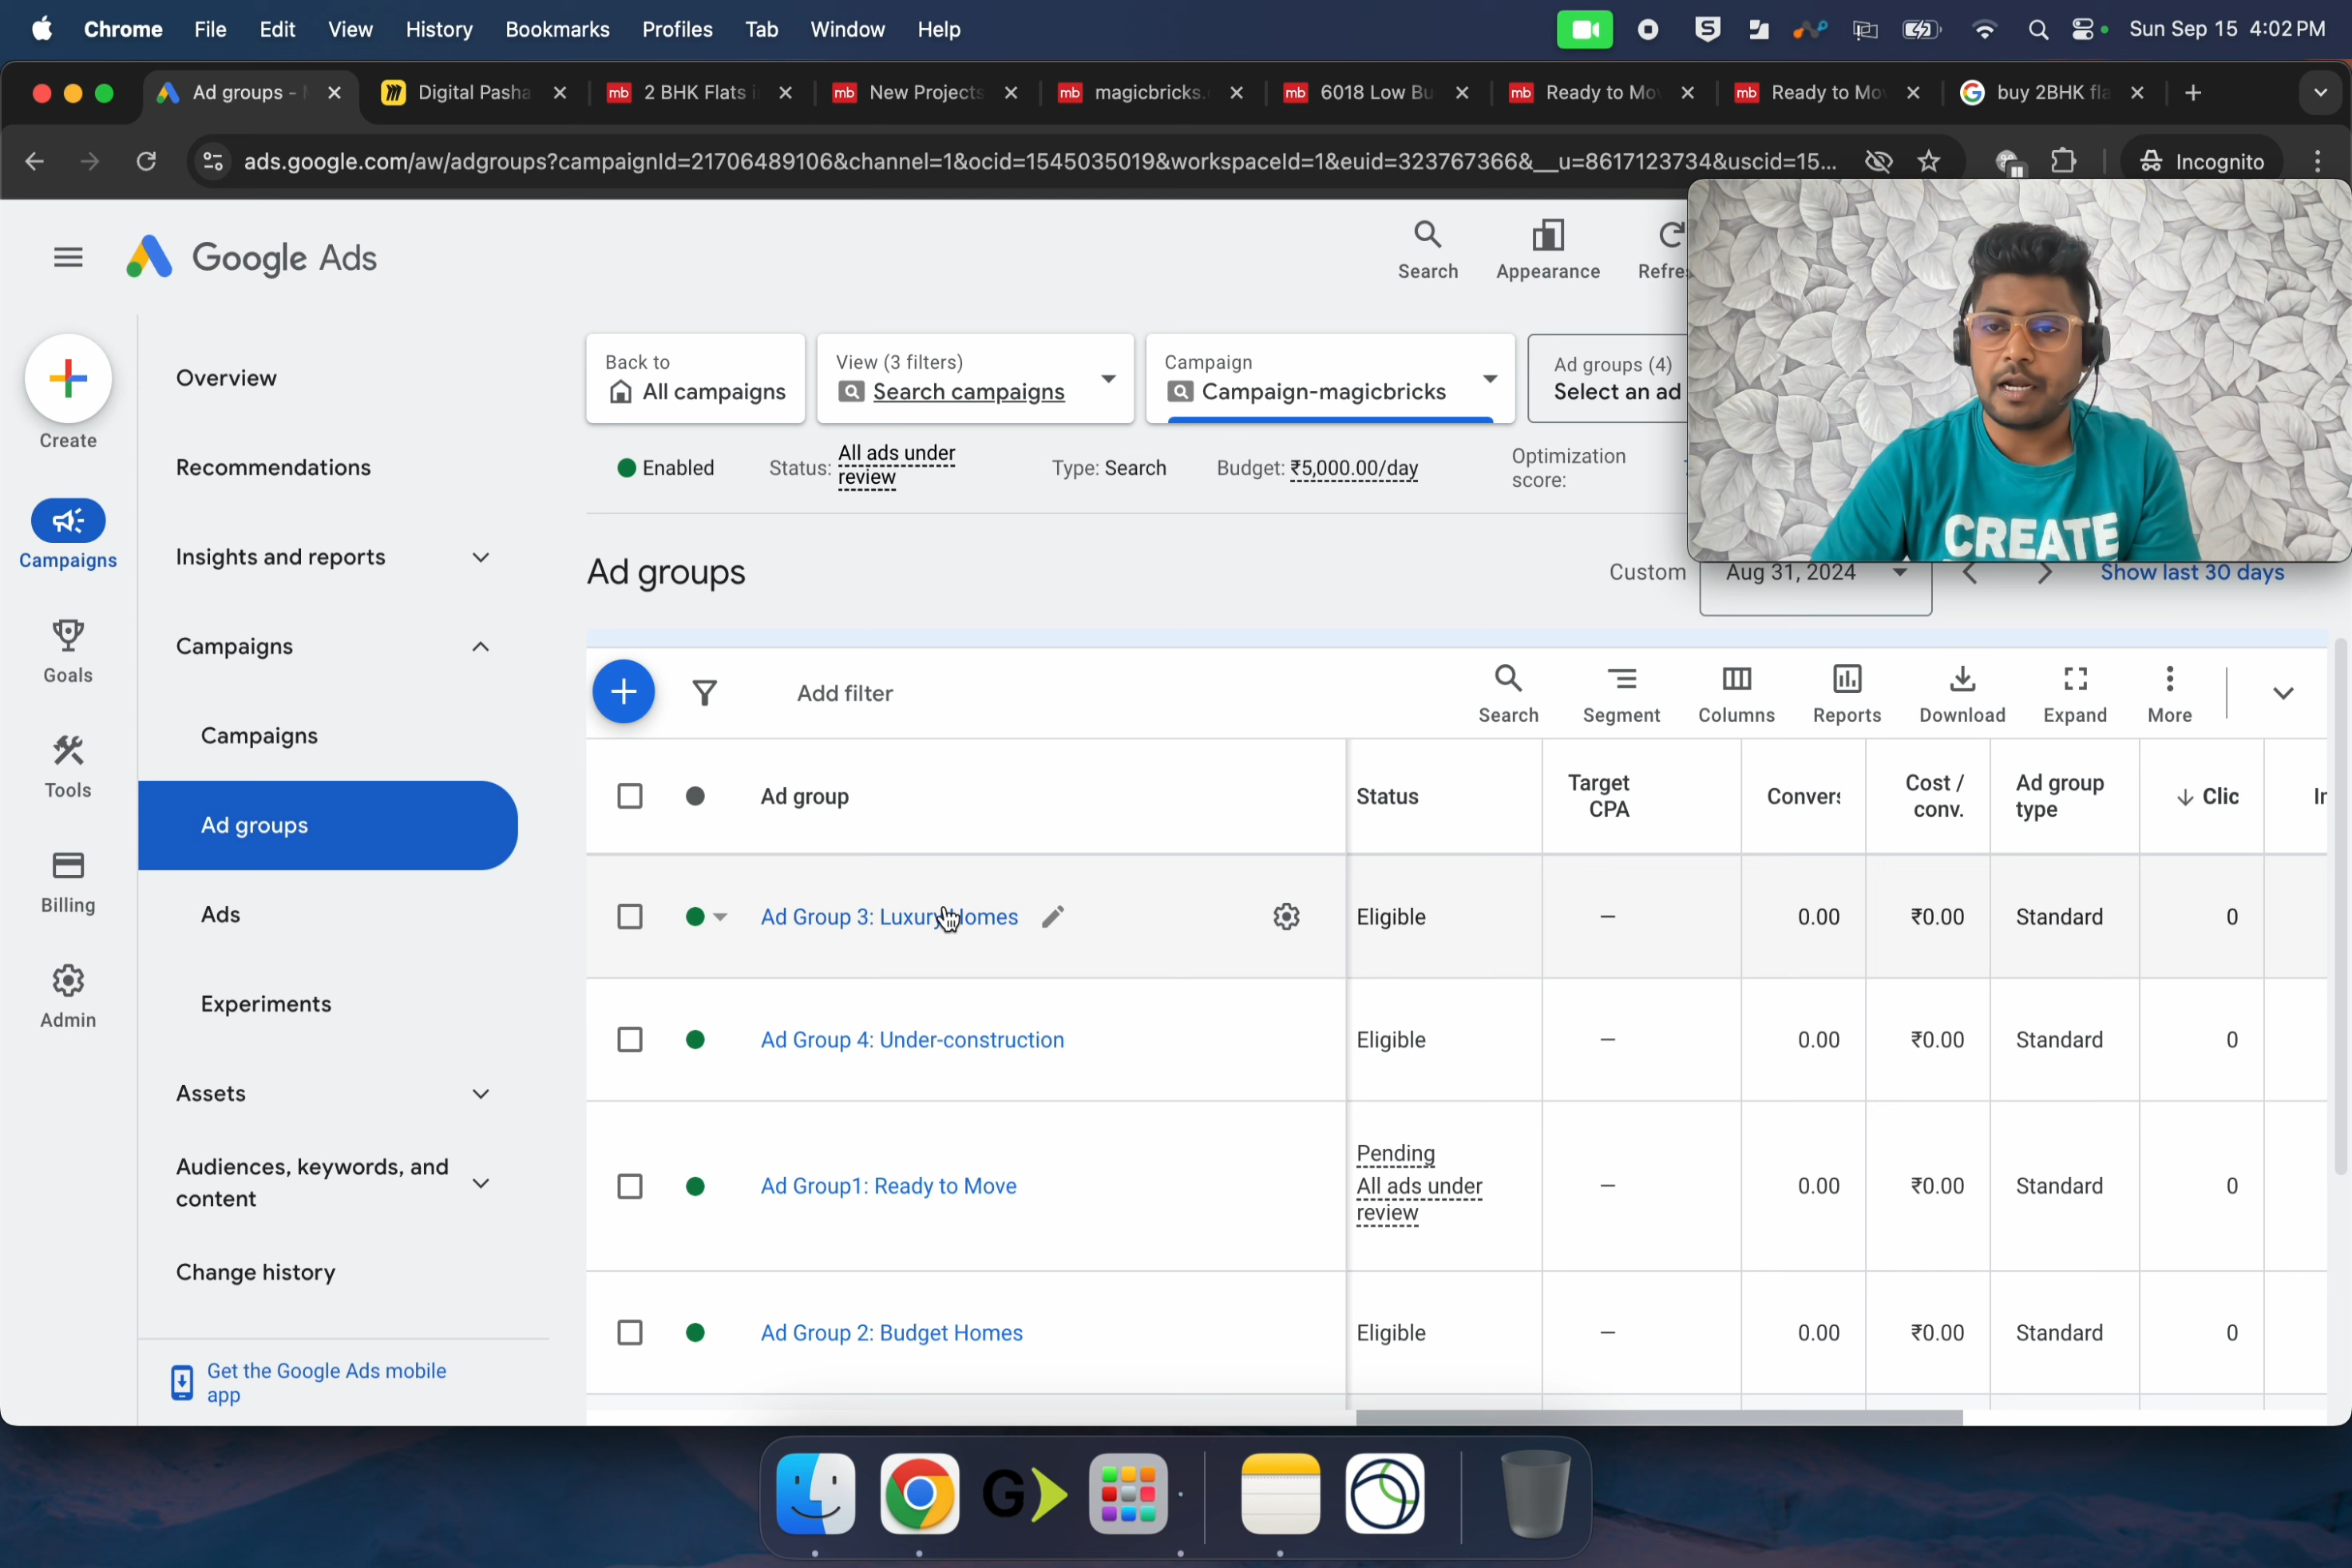 Chrome File Edit View History Bookmarks Profiles Tab Window Help Sun Sep 15 4:02 PM
Ad groups - Digital Pasha mb 2 BHK Flats i mb New Projects mb magicbricks. mb 6018 Low Bu mb Ready to Mo mb Ready to Mo buy 2BHK fla
ads.google.com/aw/adgroups?campaignId=21706489106&channel=1&ocid=1545035019&workspaceId=1&euid=323767366&__u=8617123734&uscid=15... Incognito
Google Ads
Search Appearance Refres
Create
Campaigns
Goals
Tools
Billing
Admin
Overview
Recommendations
Insights and reports
Campaigns
Campaigns
Ad groups
Ads
Experiments
Assets
Audiences, keywords, and
content
Change history
Get the Google Ads mobile
app
Back to
All campaigns
View (3 filters)
Search campaigns
Campaign
Campaign-magicbricks
Ad groups (4)
Select an ad
Enabled
Status: All ads under
review
Type: Search
Budget: ₹5,000.00/day
Optimization
score:
CREATE
Ad groups
Custom Aug 31, 2024 Show last 30 days
Add filter
Search Segment Columns Reports Download Expand More
Ad group Status Target
CPA Convers Cost /
conv. Ad group
type Clic
Ad Group 3: Luxury Homes Eligible — 0.00 ₹0.00 Standard 0
Ad Group 4: Under-construction Eligible — 0.00 ₹0.00 Standard 0
Ad Group1: Ready to Move Pending
All ads under
review — 0.00 ₹0.00 Standard 0
Ad Group 2: Budget Homes Eligible — 0.00 ₹0.00 Standard 0